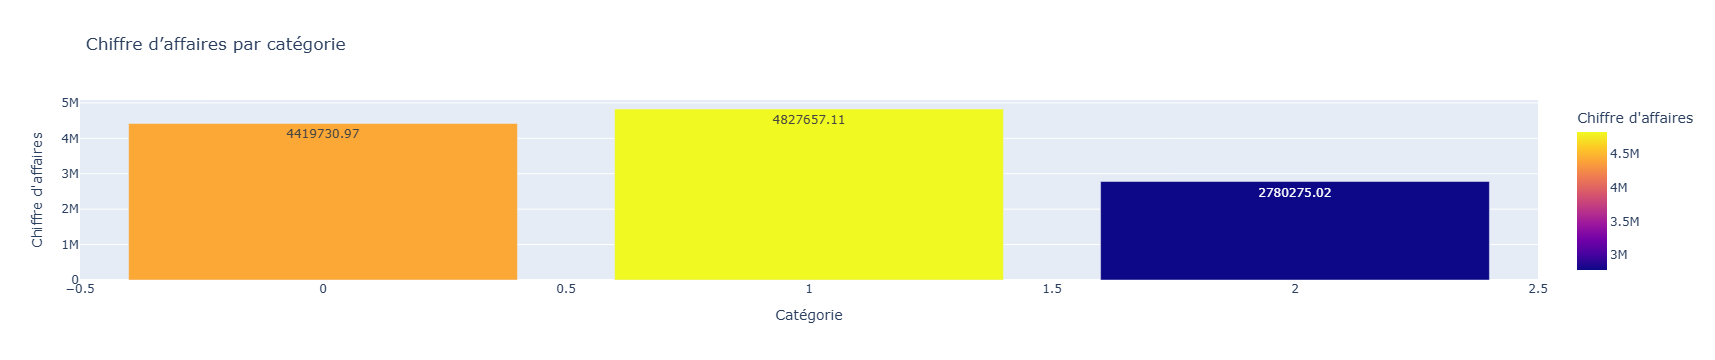 Chiffre d’affaires par catégorie
Chiffre d'affaires
5M
4M
3M
2M
1M
0
4419730.97
4827657.11
2780275.02
−0.5
0
0.5
1
1.5
2
2.5
Catégorie
Chiffre d'affaires
4.5M
4M
3.5M
3M